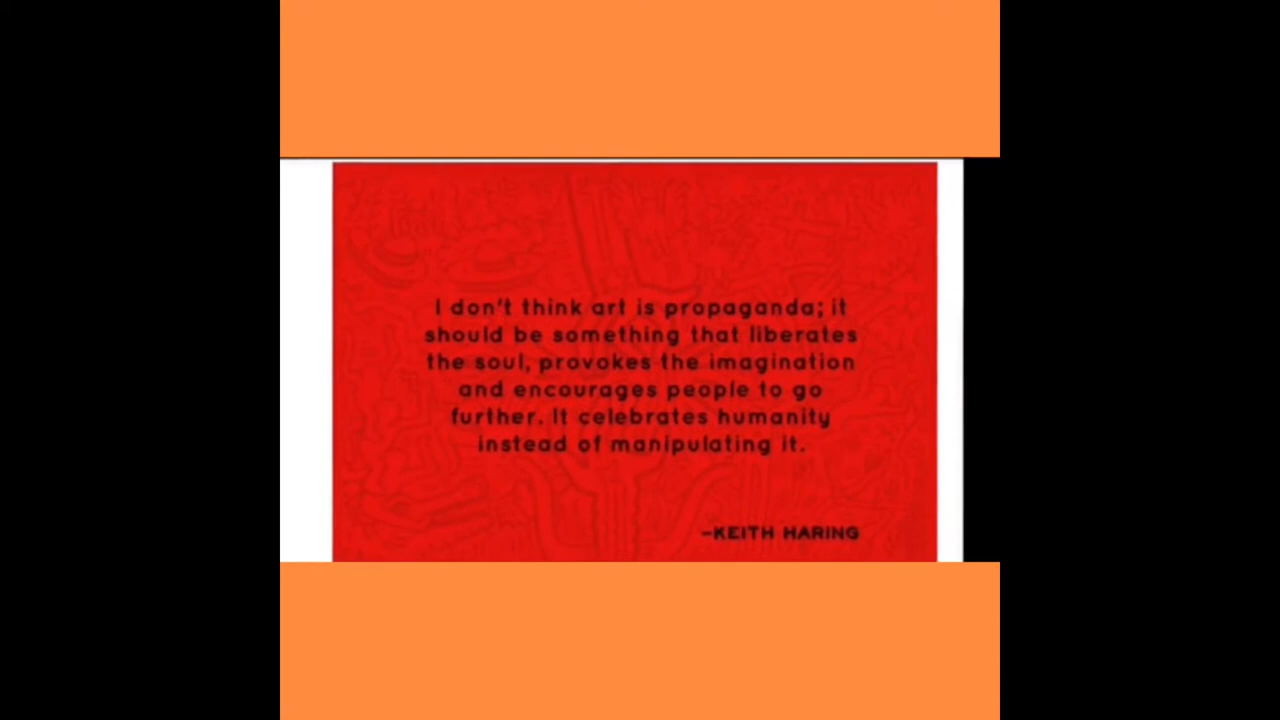 I don't think art is propaganda; it
should be something that liberates
the soul, provokes the imagination
and encourages people to go
further. It celebrates humanity
instead of manipulating it.
–KEITH HARING